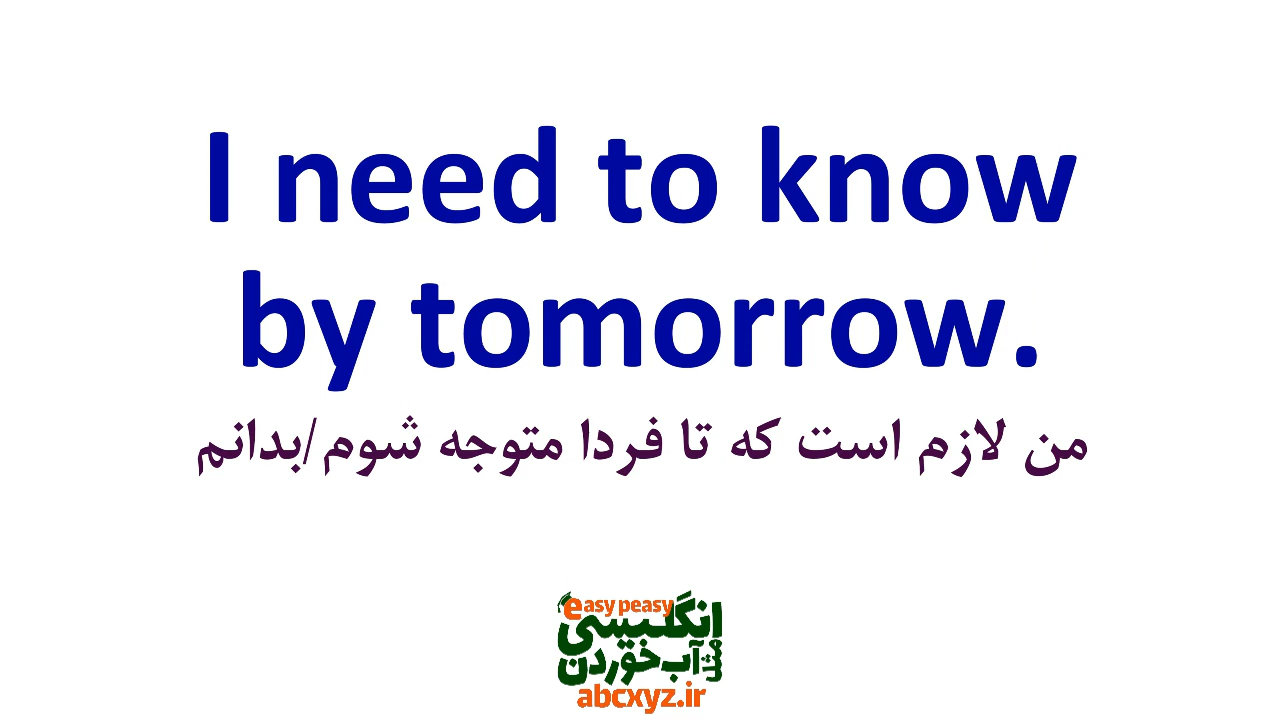 I need to know
by tomorrow.
من لازم است که تا فردا متوجه شوم/بدانم
easy peasy
انگلیسی
مثل آب خوردن
abcxyz.ir